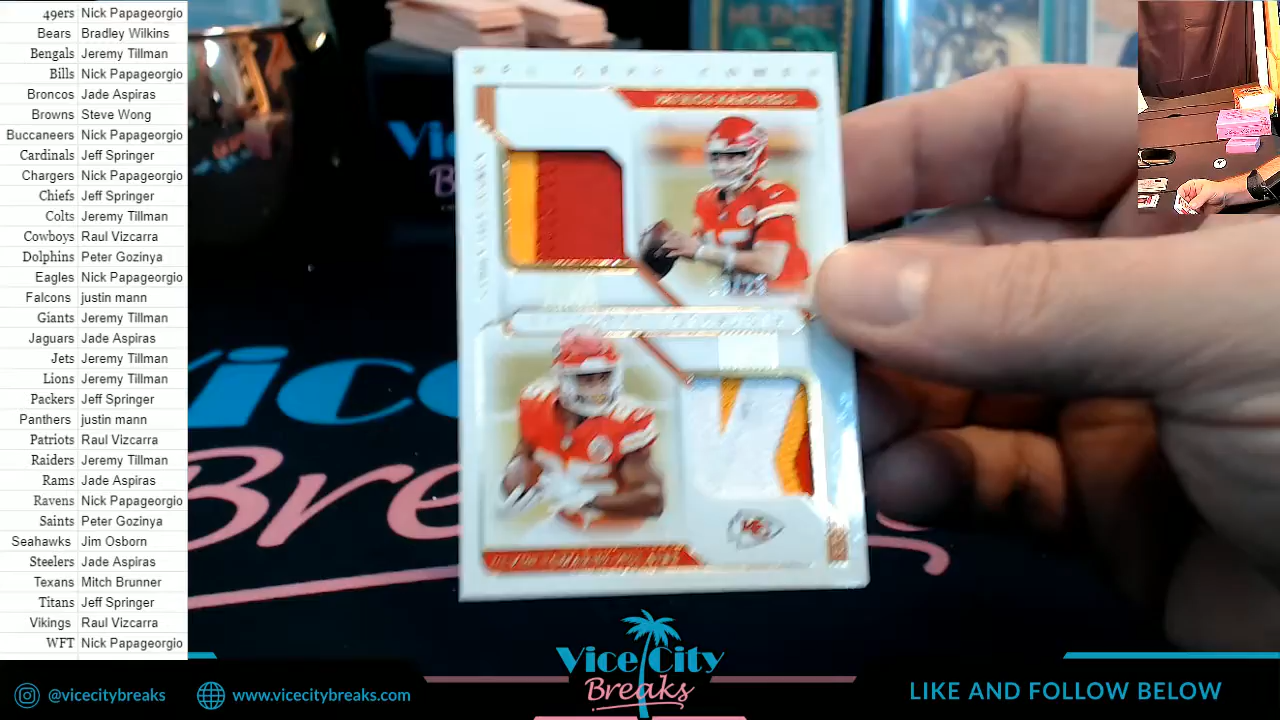 49ers Nick Papageorgio
Bears Bradley Wilkins
Bengals Jeremy Tillman
Bills Nick Papageorgio
Broncos Jade Aspiras
Browns Steve Wong
Buccaneers Nick Papageorgio
Cardinals Jeff Springer
Chargers Nick Papageorgio
Chiefs Jeff Springer
Colts Jeremy Tillman
Cowboys Raul Vizcarra
Dolphins Peter Gozinya
Eagles Nick Papageorgio
Falcons justin mann
Giants Jeremy Tillman
Jaguars Jade Aspiras
Jets Jeremy Tillman
Lions Jeremy Tillman
Packers Jeff Springer
Panthers justin mann
Patriots Raul Vizcarra
Raiders Jeremy Tillman
Rams Jade Aspiras
Ravens Nick Papageorgio
Saints Peter Gozinya
Seahawks Jim Osborn
Steelers Jade Aspiras
Texans Mitch Brunner
Titans Jeff Springer
Vikings Raul Vizcarra
WFT Nick Papageorgio
PATRICK MAHOMES II
Vice
Bre
@vicecitybreaks
www.vicecitybreaks.com
Vice City
Breaks
LIKE AND FOLLOW BELOW